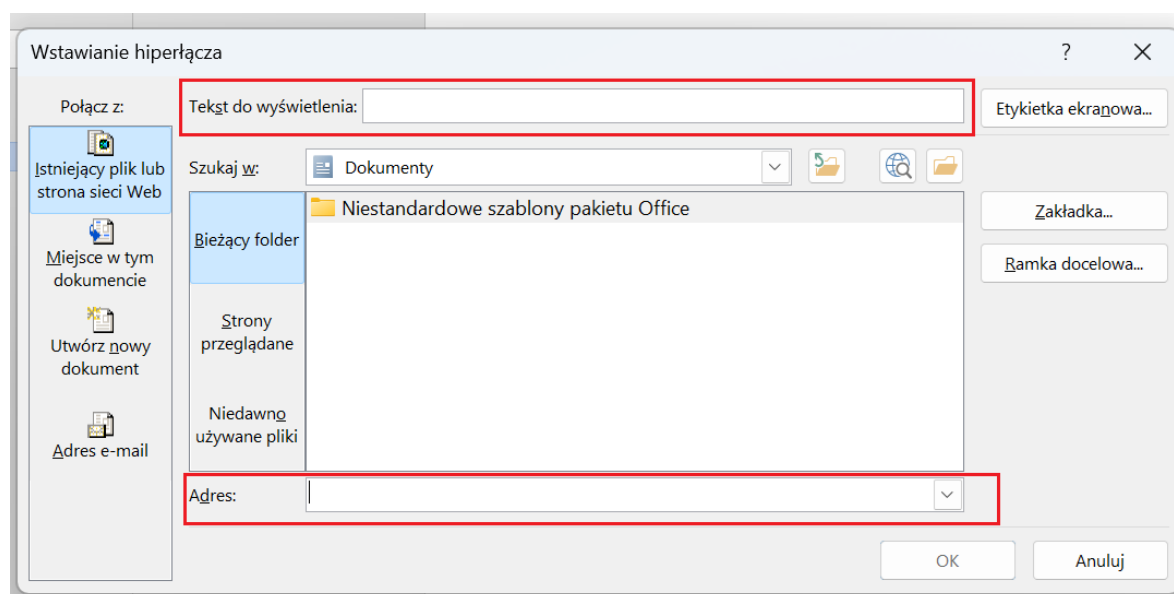 Wstawianie hiperłącza
?
Połącz z:
Tekst do wyświetlenia:
Etykietka ekranowa...
Istniejący plik lub
strona sieci Web
Szukaj w:
Dokumenty
Bieżący folder
Niestandardowe szablony pakietu Office
Zakładka...
Miejsce w tym
dokumencie
Ramka docelowa...
Strony
przeglądane
Utwórz nowy
dokument
Niedawno
używane pliki
Adres e-mail
Adres:
OK
Anuluj